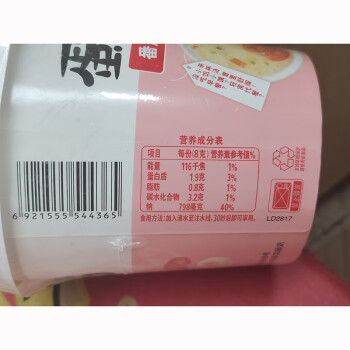 蛋
番
营养成分表
项目 每份(8克) 营养素参考值%
能量 116千焦 1%
蛋白质 1.9克 3%
脂肪 0.8克 1%
碳水化合物 3.2克 1%
钠 798毫克 40%
食用方法:加入沸水至注水线,30秒后即可享用。
LD2817
6 921555 544365